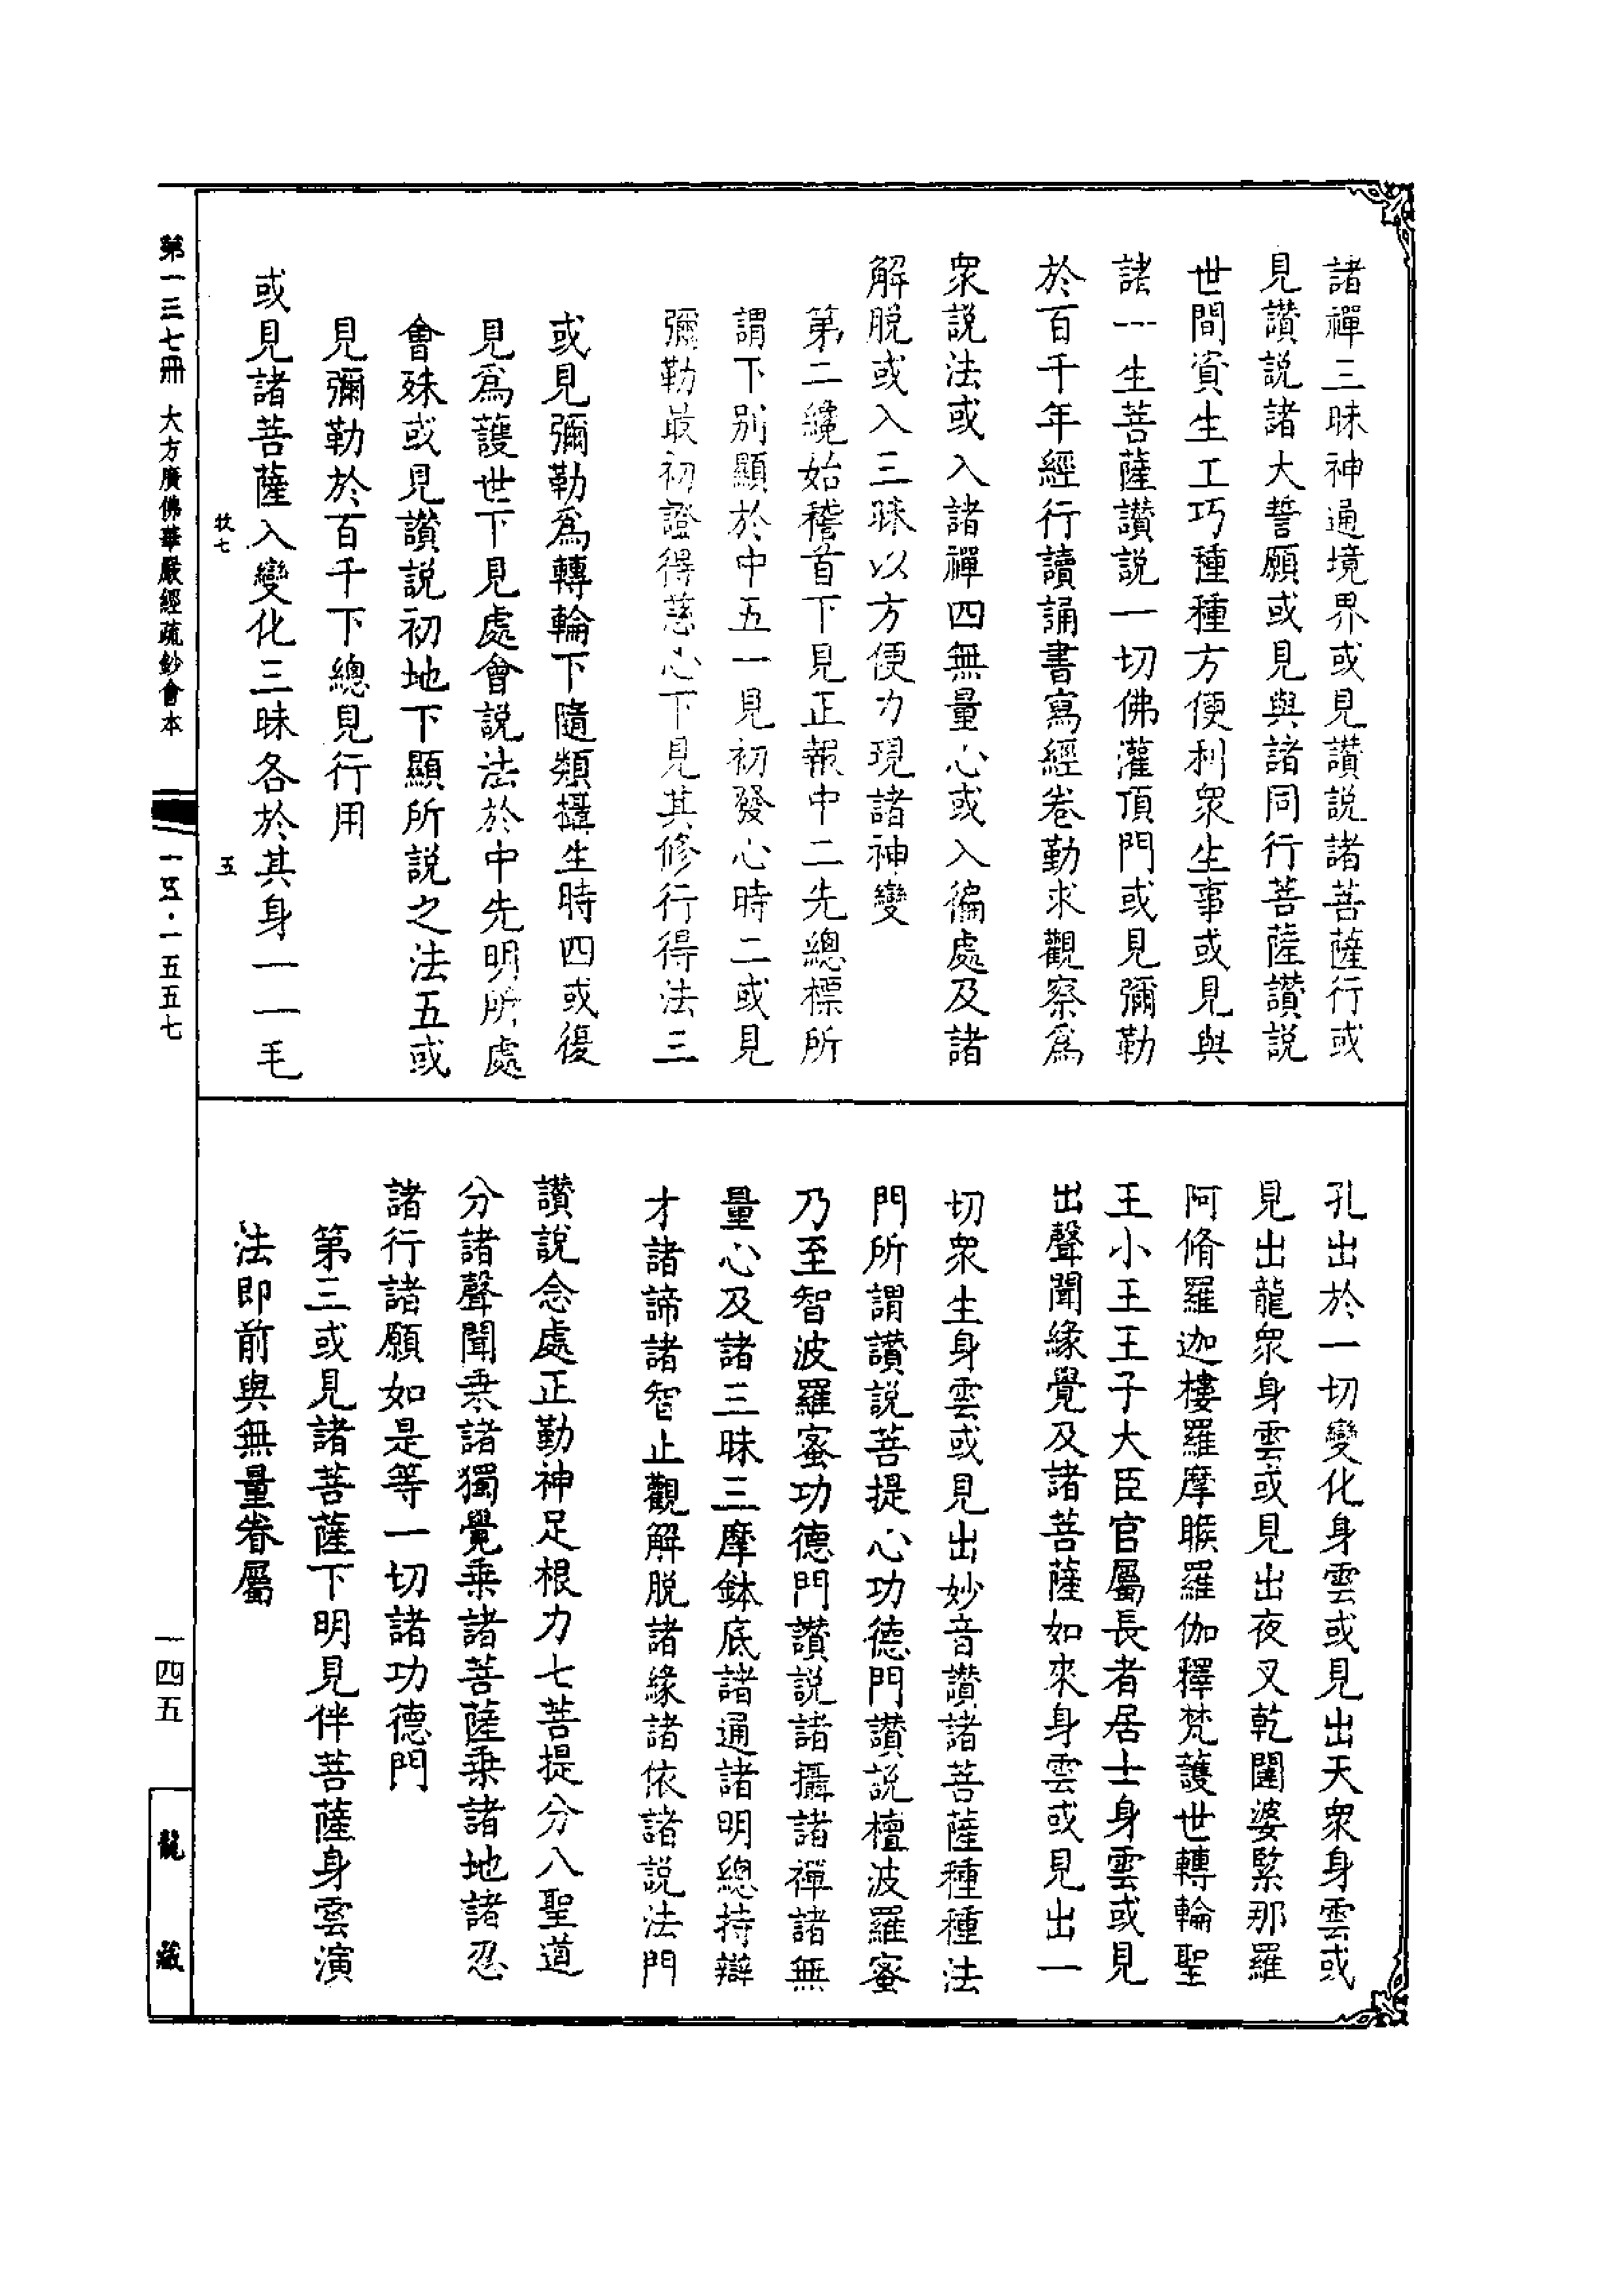 諸禪三昧神通境界或見讚說諸菩薩行或
見讚說諸大誓願或見與諸同行菩薩讚說
世間資生工巧種種方便利衆生事或見與
諸一生菩薩讚說一切佛灌頂門或見彌勒
於百千年經行讀誦書寫經卷勤求觀察爲
衆說法或入諸禪四無量心或入徧處及諸
解脫或入三昧以方便力現諸神變
第二纔始稽首下見正報中二先總標所
謂下別顯於中五一見初發心時二或見
彌勒最初證得慈心下見其修行得法三
或見彌勒爲轉輪下隨類攝生時四或復
見爲護世下見處會說法於中先明所處
會殊或見讚說初地下顯所說之法五或
見彌勒於百千下總見行用
或見諸菩薩入變化三昧各於其身一一毛
孔出於一切變化身雲或見出天衆身雲或
見出龍衆身雲或見出夜叉乾闥婆緊那羅
阿脩羅迦樓羅摩睺羅伽釋梵護世轉輪聖
王小王王子大臣官屬長者居士身雲或見
出聲聞緣覺及諸菩薩如來身雲或見出一
切衆生身雲或見出妙音讚諸菩薩種種法
門所謂讚說菩提心功德門讚說檀波羅蜜
乃至智波羅蜜功德門讚說諸攝諸禪諸無
量心及諸三昧三摩鉢底諸通諸明總持辯
才諸諦諸智止觀解脫諸緣諸依諸說法門
讚說念處正勤神足根力七菩提分八聖道
分諸聲聞乘諸獨覺乘諸菩薩乘諸地諸忍
諸行諸願如是等一切諸功德門
第三或見諸菩薩下明見伴菩薩身雲演
法即前與無量眷屬
牧七
五
第一三七冊 大方廣佛華嚴經疏鈔會本
一五五·一五五七
一四五
龍藏